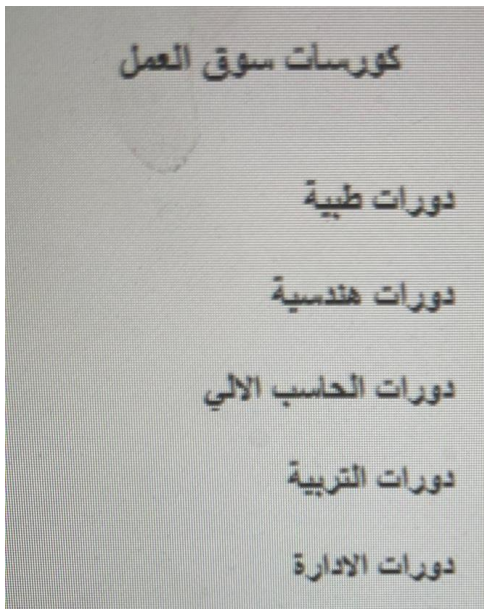 كورسات سوق العمل
دورات طبية
دورات هندسية
دورات الحاسب الالي
دورات التربية
دورات الادارة